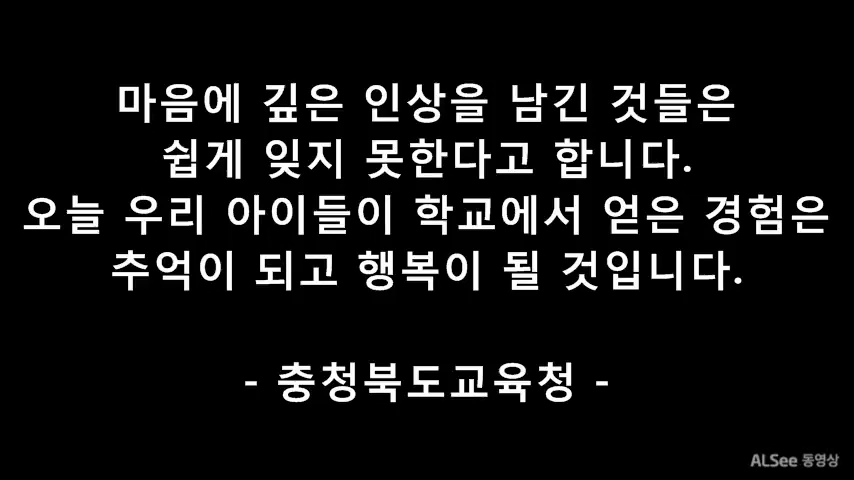 마음에 깊은 인상을 남긴 것들은
쉽게 잊지 못한다고 합니다.
오늘 우리 아이들이 학교에서 얻은 경험은
추억이 되고 행복이 될 것입니다.
- 충청북도교육청 -
ALSee 동영상